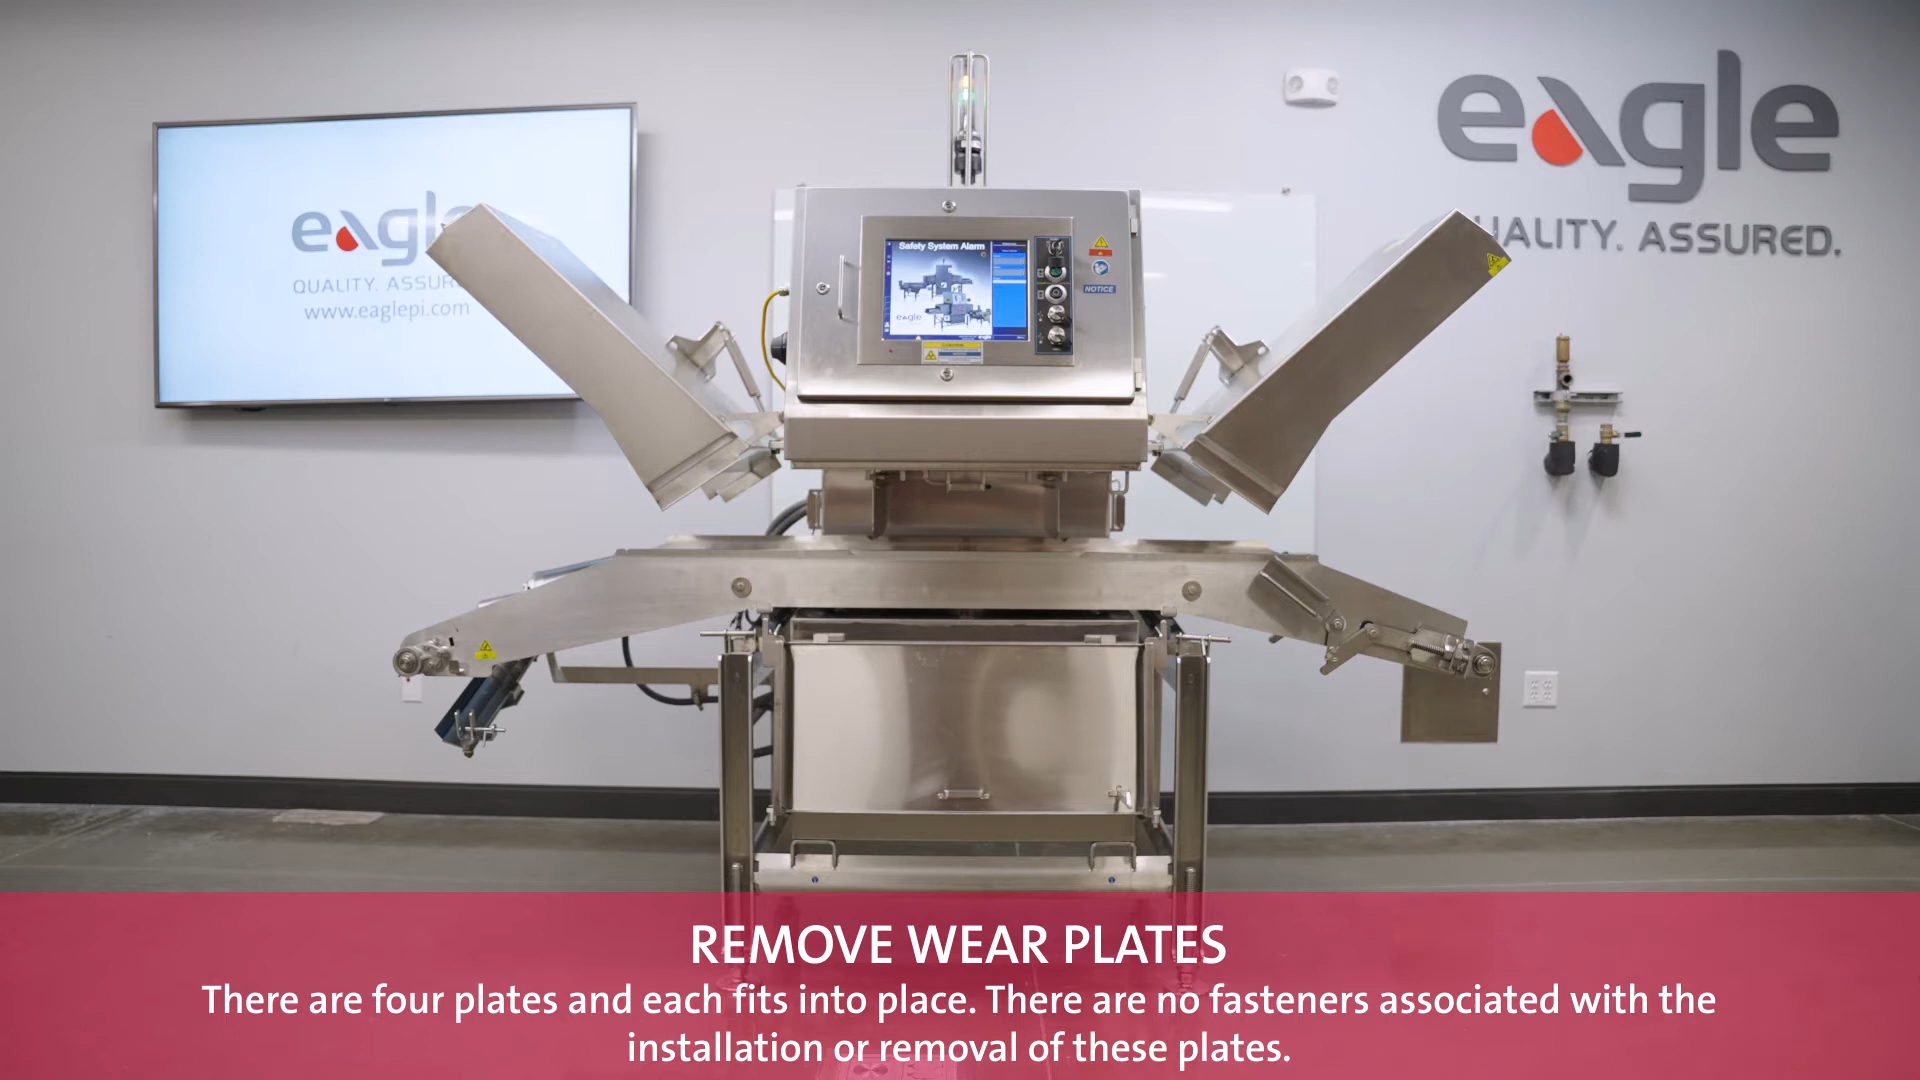 eagle
QUALITY. ASSURED.
eagle
QUALITY. ASSUR
www.eaglepi.com
Safety System Alarm
eagle
NOTICE
REMOVE WEAR PLATES
There are four plates and each fits into place. There are no fasteners associated with the
installation or removal of these plates.